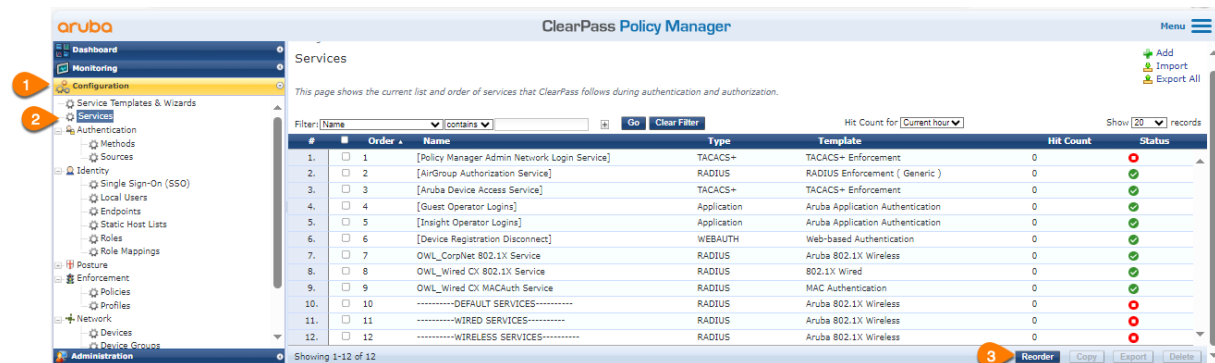 aruba
ClearPass Policy Manager
Menu
Dashboard
Monitoring
1
Configuration
Service Templates & Wizards
2
Services
Authentication
Methods
Sources
Identity
Single Sign-On (SSO)
Local Users
Endpoints
Static Host Lists
Roles
Role Mappings
Posture
Enforcement
Policies
Profiles
Network
Devices
Device Groups
Administration
Services
Add
Import
Export All
This page shows the current list and order of services that ClearPass follows during authentication and authorization.
Filter: Name contains Go Clear Filter Hit Count for Current hour Show 20 records
# Order Name Type Template Hit Count Status
1. 1 [Policy Manager Admin Network Login Service] TACACS+ TACACS+ Enforcement 0
2. 2 [AirGroup Authorization Service] RADIUS RADIUS Enforcement ( Generic ) 0
3. 3 [Aruba Device Access Service] TACACS+ TACACS+ Enforcement 0
4. 4 [Guest Operator Logins] Application Aruba Application Authentication 0
5. 5 [Insight Operator Logins] Application Aruba Application Authentication 0
6. 6 [Device Registration Disconnect] WEBAUTH Web-based Authentication 0
7. 7 OWL_CorpNet 802.1X Service RADIUS Aruba 802.1X Wireless 0
8. 8 OWL_Wired CX 802.1X Service RADIUS 802.1X Wired 0
9. 9 OWL_Wired CX MACAuth Service RADIUS MAC Authentication 0
10. 10 ----------DEFAULT SERVICES---------- RADIUS Aruba 802.1X Wireless 0
11. 11 ----------WIRED SERVICES---------- RADIUS Aruba 802.1X Wireless 0
12. 12 ----------WIRELESS SERVICES---------- RADIUS Aruba 802.1X Wireless 0
Showing 1-12 of 12 3 Reorder Copy Export Delete